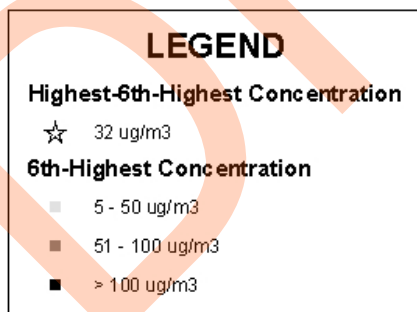 LEGEND
Highest-6th-Highest Concentration
32 ug/m3
6th-Highest Concentration
5 - 50 ug/m3
51 - 100 ug/m3
> 100 ug/m3